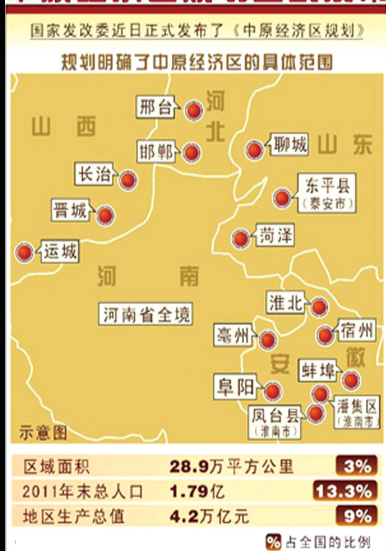 国家发改委近日正式发布了《中原经济区规划》
规划明确了中原经济区的具体范围
邢台
河北
山西
邯郸
聊城
山东
长治
东平县
(泰安市)
晋城
菏泽
运城
河南
河南省全境
淮北
亳州
宿州
安徽
蚌埠
阜阳
潘集区
(淮南市)
凤台县
(淮南市)
示意图
区域面积 28.9万平方公里 3%
2011年末总人口 1.79亿 13.3%
地区生产总值 4.2万亿元 9%
%占全国的比例